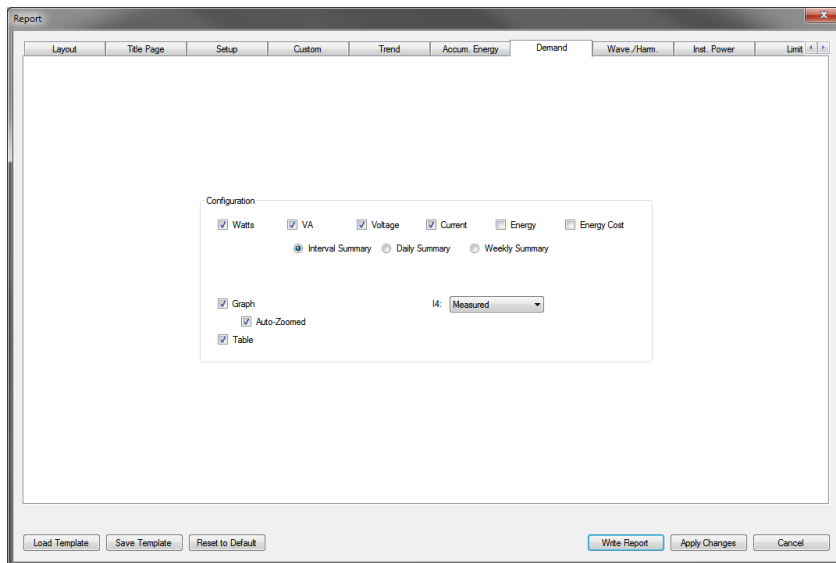 Report
Layout Title Page Setup Custom Trend Accum. Energy Demand Wave./Harm. Inst. Power Limit
Configuration
Watts VA Voltage Current Energy Energy Cost
Interval Summary Daily Summary Weekly Summary
Graph I4: Measured
Auto-Zoomed
Table
Load Template Save Template Reset to Default Write Report Apply Changes Cancel